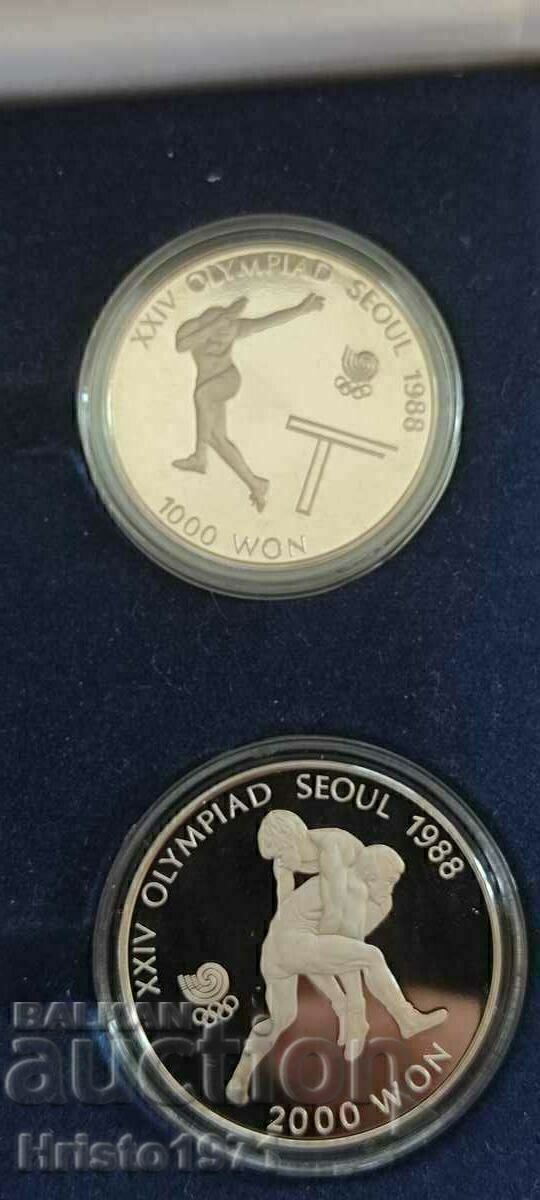 XXIV OLYMPIAD SEOUL 1988
1000 WON
XXIV OLYMPIAD SEOUL 1988
2000 WON
BALKAN
auction
Hristo1971